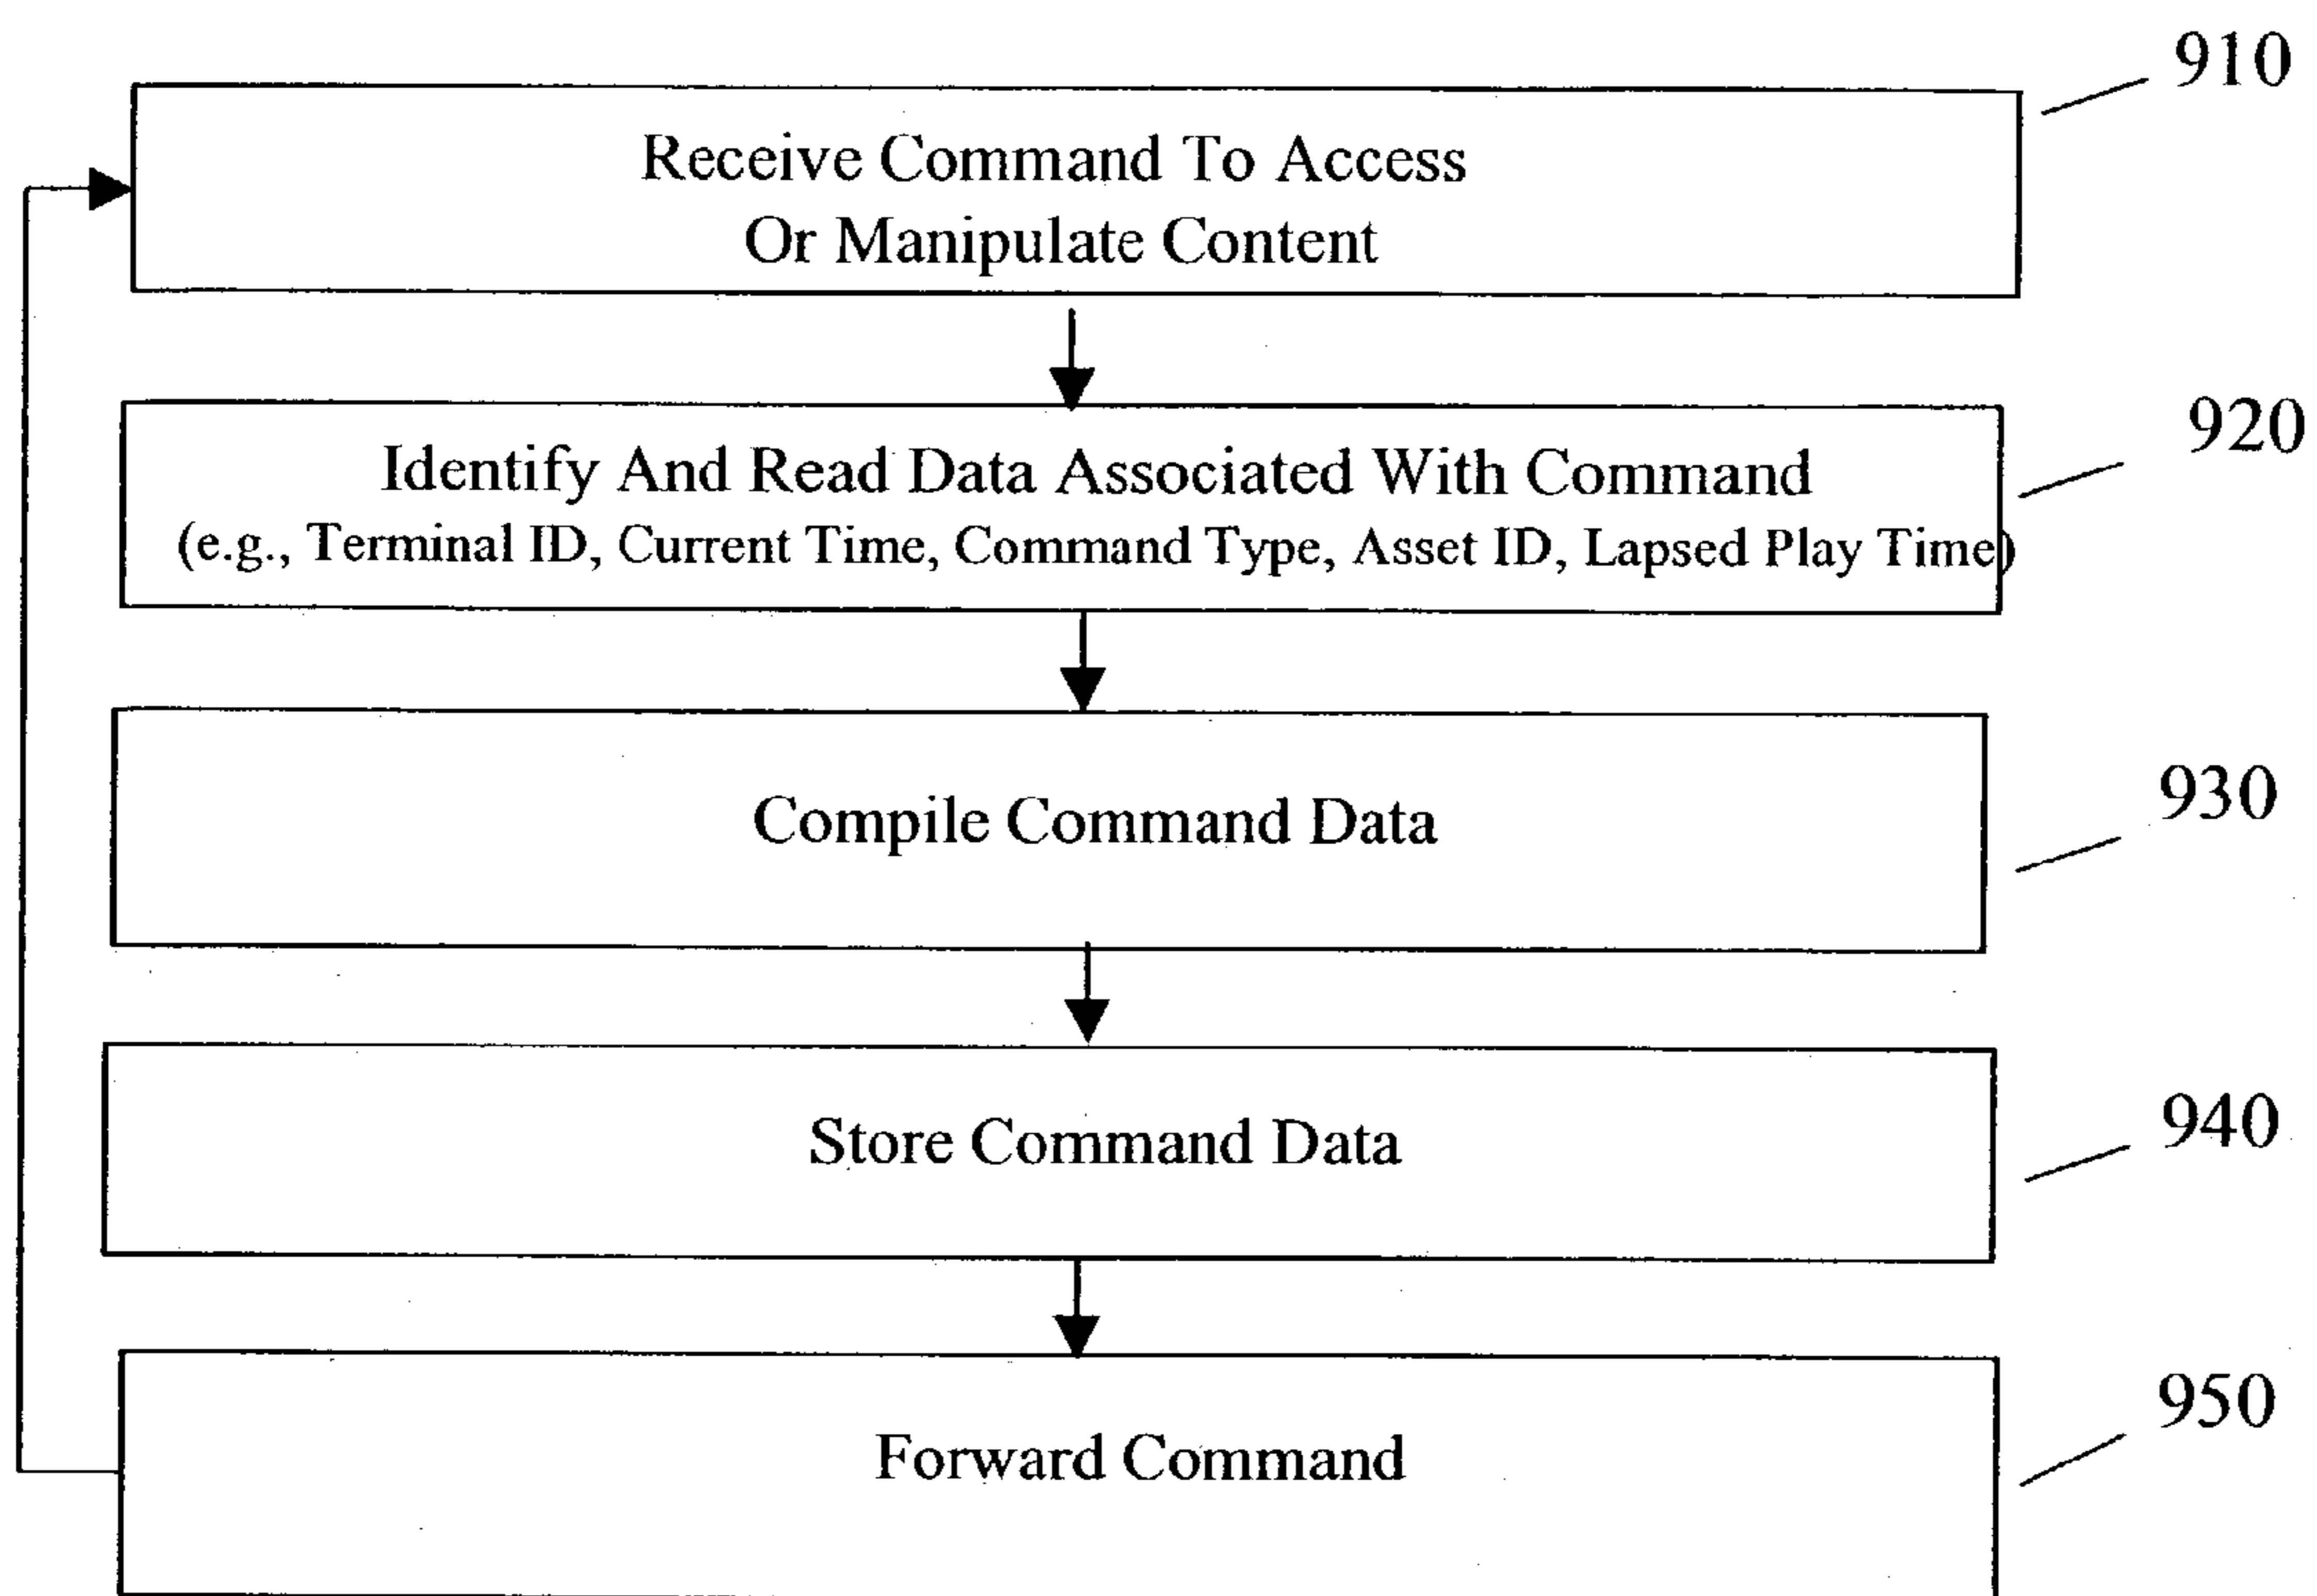 910
Receive Command To Access
Or Manipulate Content
920
Identify And Read Data Associated With Command
(e.g., Terminal ID, Current Time, Command Type, Asset ID, Lapsed Play Time)
930
Compile Command Data
940
Store Command Data
950
Forward Command